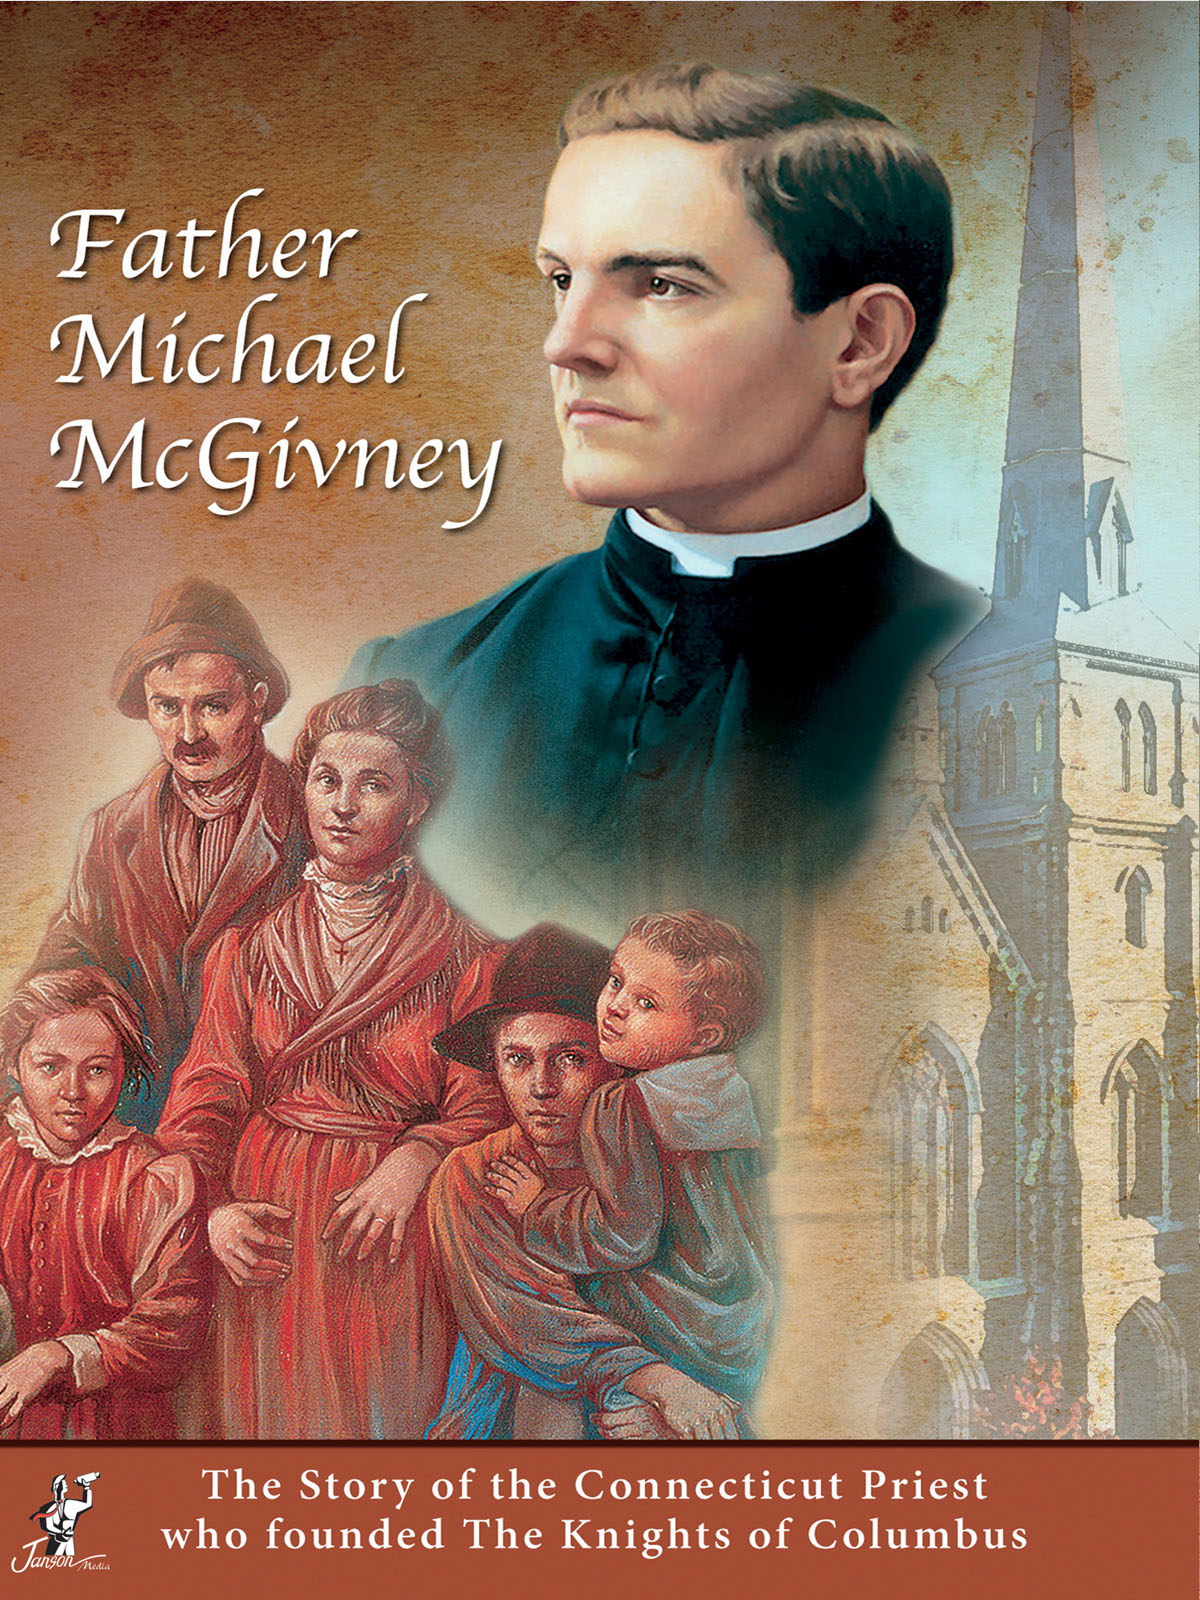 Father
Michael
McGivney
The Story of the Connecticut Priest
who founded The Knights of Columbus
Janson Media